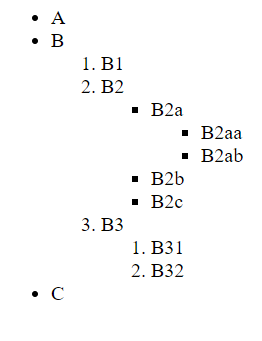 • A
• B
1. B1
2. B2
▪ B2a
▪ B2aa
▪ B2ab
▪ B2b
▪ B2c
3. B3
1. B31
2. B32
• C